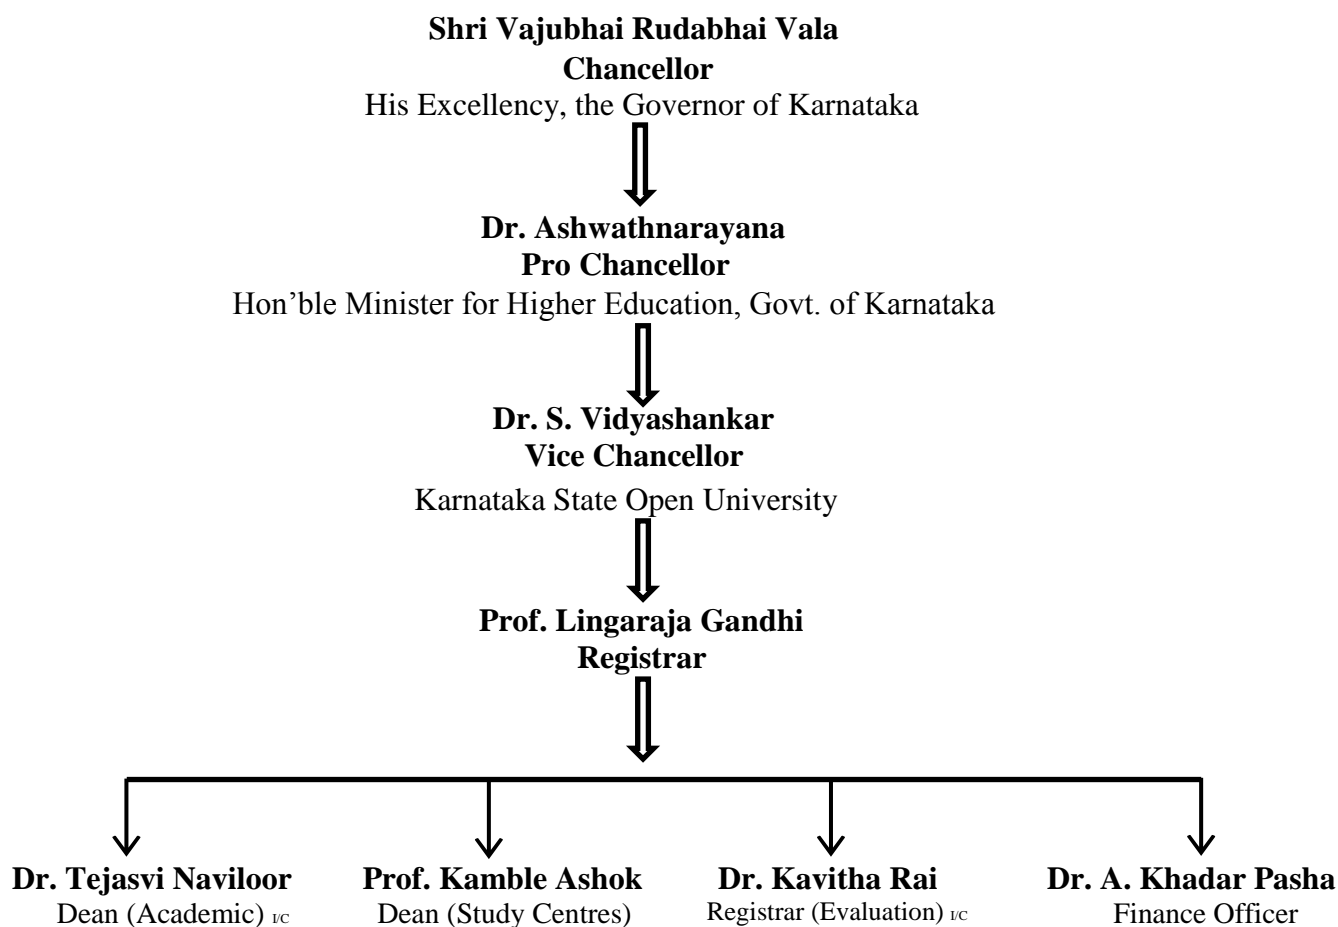 Shri Vajubhai Rudabhai Vala
Chancellor
His Excellency, the Governor of Karnataka
Dr. Ashwathnarayana
Pro Chancellor
Hon’ble Minister for Higher Education, Govt. of Karnataka
Dr. S. Vidyashankar
Vice Chancellor
Karnataka State Open University
Prof. Lingaraja Gandhi
Registrar
Dr. Tejasvi Naviloor
Dean (Academic) I/C
Prof. Kamble Ashok
Dean (Study Centres)
Dr. Kavitha Rai
Registrar (Evaluation) I/C
Dr. A. Khadar Pasha
Finance Officer